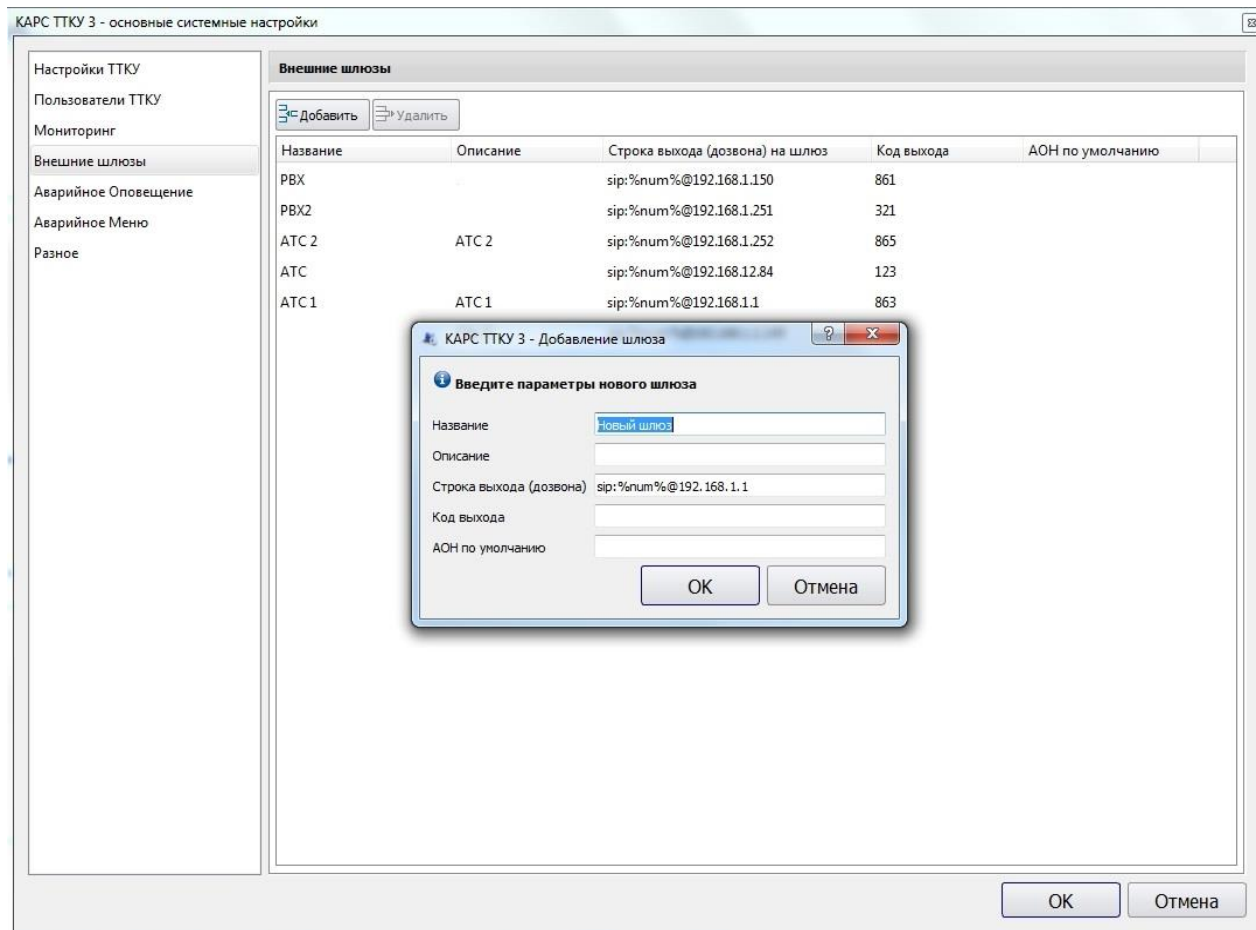 КАРС ТТКУ 3 - основные системные настройки
Настройки ТТКУ
Пользователи ТТКУ
Мониторинг
Внешние шлюзы
Аварийное Оповещение
Аварийное Меню
Разное
Внешние шлюзы
Добавить Удалить
Название Описание Строка выхода (дозвона) на шлюз Код выхода АОН по умолчанию
PBX sip:%num%@192.168.1.150 861
PBX2 sip:%num%@192.168.1.251 321
АТС 2 АТС 2 sip:%num%@192.168.1.252 865
АТС sip:%num%@192.168.12.84 123
АТС 1 АТС 1 sip:%num%@192.168.1.1 863
КАРС ТТКУ 3 - Добавление шлюза
Введите параметры нового шлюза
Название Новый шлюз
Описание
Строка выхода (дозвона) sip:%num%@192.168.1.1
Код выхода
АОН по умолчанию
OK Отмена
OK Отмена